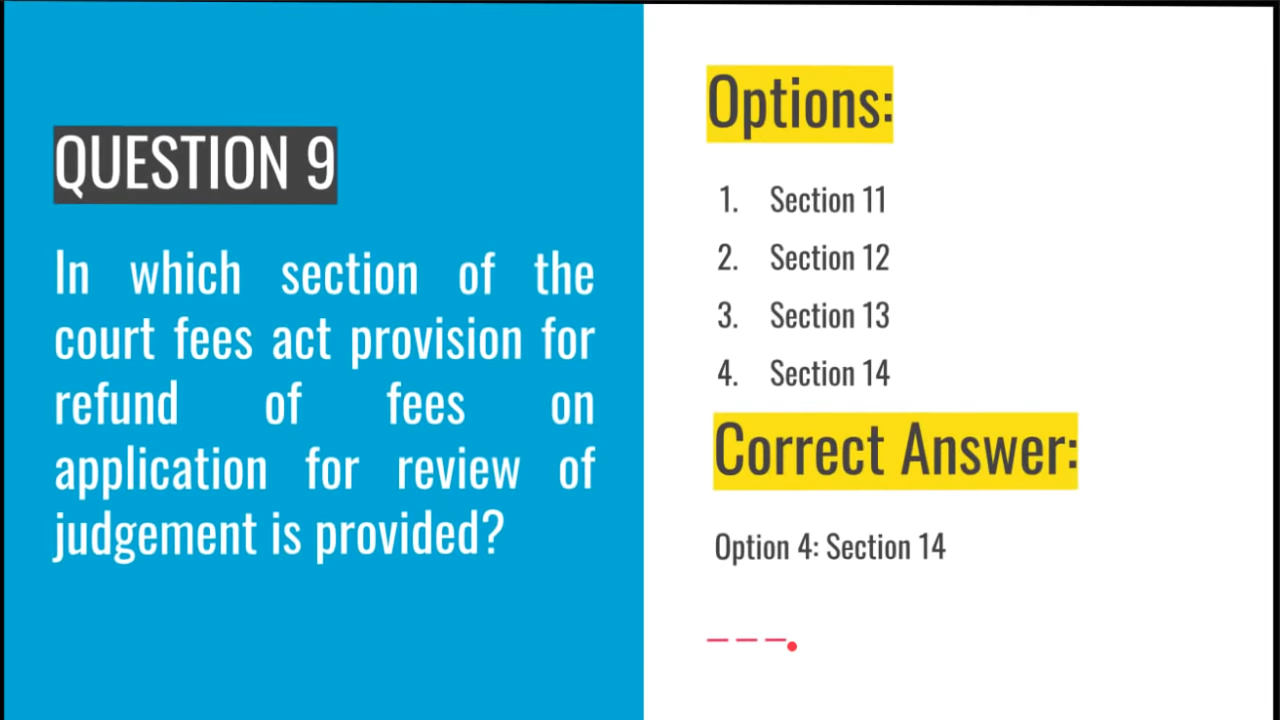 QUESTION 9
In which section of the
court fees act provision for
refund of fees on
application for review of
judgement is provided?
Options:
1. Section 11
2. Section 12
3. Section 13
4. Section 14
Correct Answer:
Option 4: Section 14